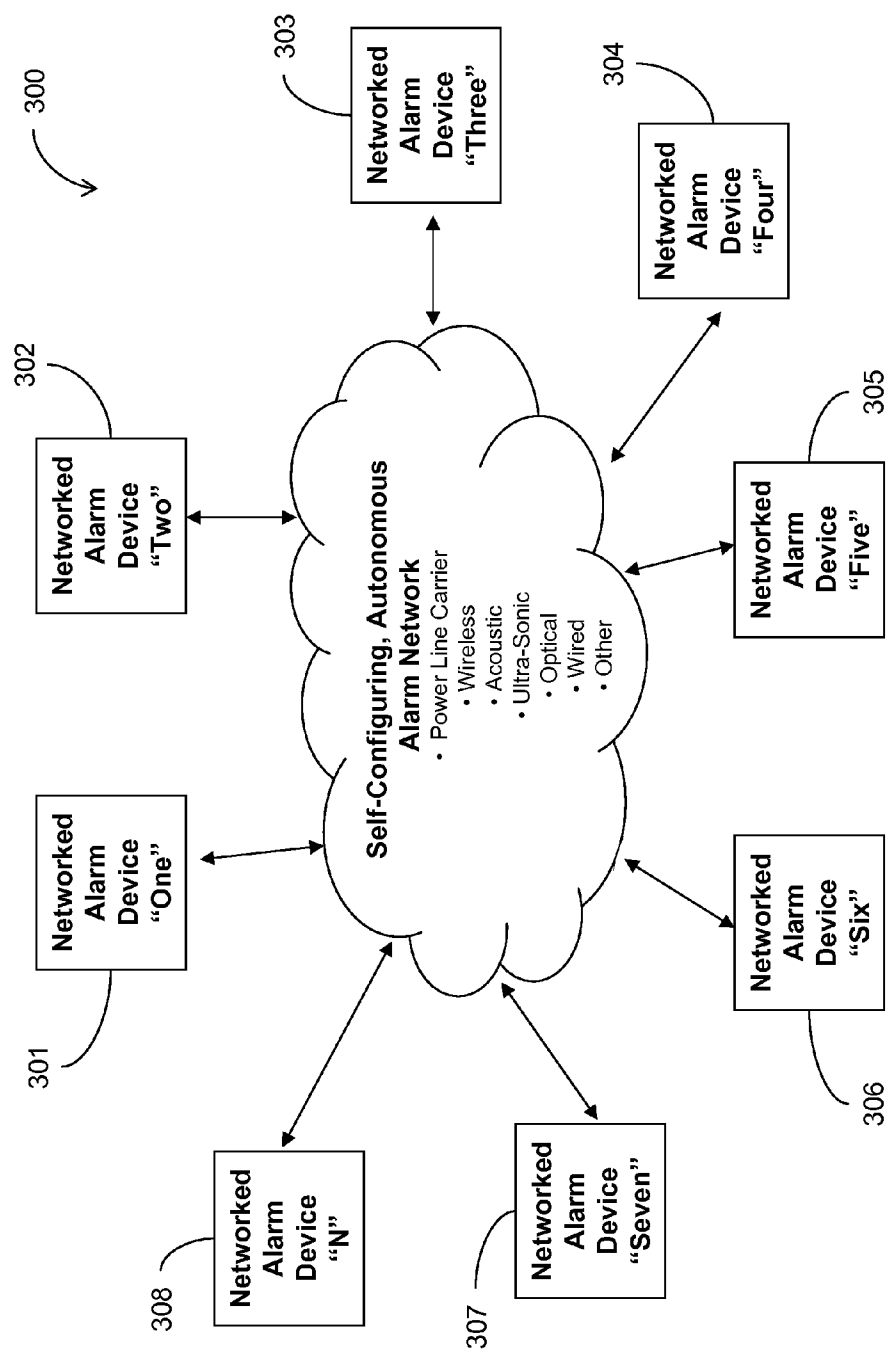 300
301
Networked
Alarm
Device
“One”
302
Networked
Alarm
Device
“Two”
303
Networked
Alarm
Device
“Three”
304
Networked
Alarm
Device
“Four”
305
Networked
Alarm
Device
“Five”
306
Networked
Alarm
Device
“Six”
307
Networked
Alarm
Device
“Seven”
308
Networked
Alarm
Device
“N”
Self-Configuring, Autonomous
Alarm Network
• Power Line Carrier
• Wireless
• Acoustic
• Ultra-Sonic
• Optical
• Wired
• Other